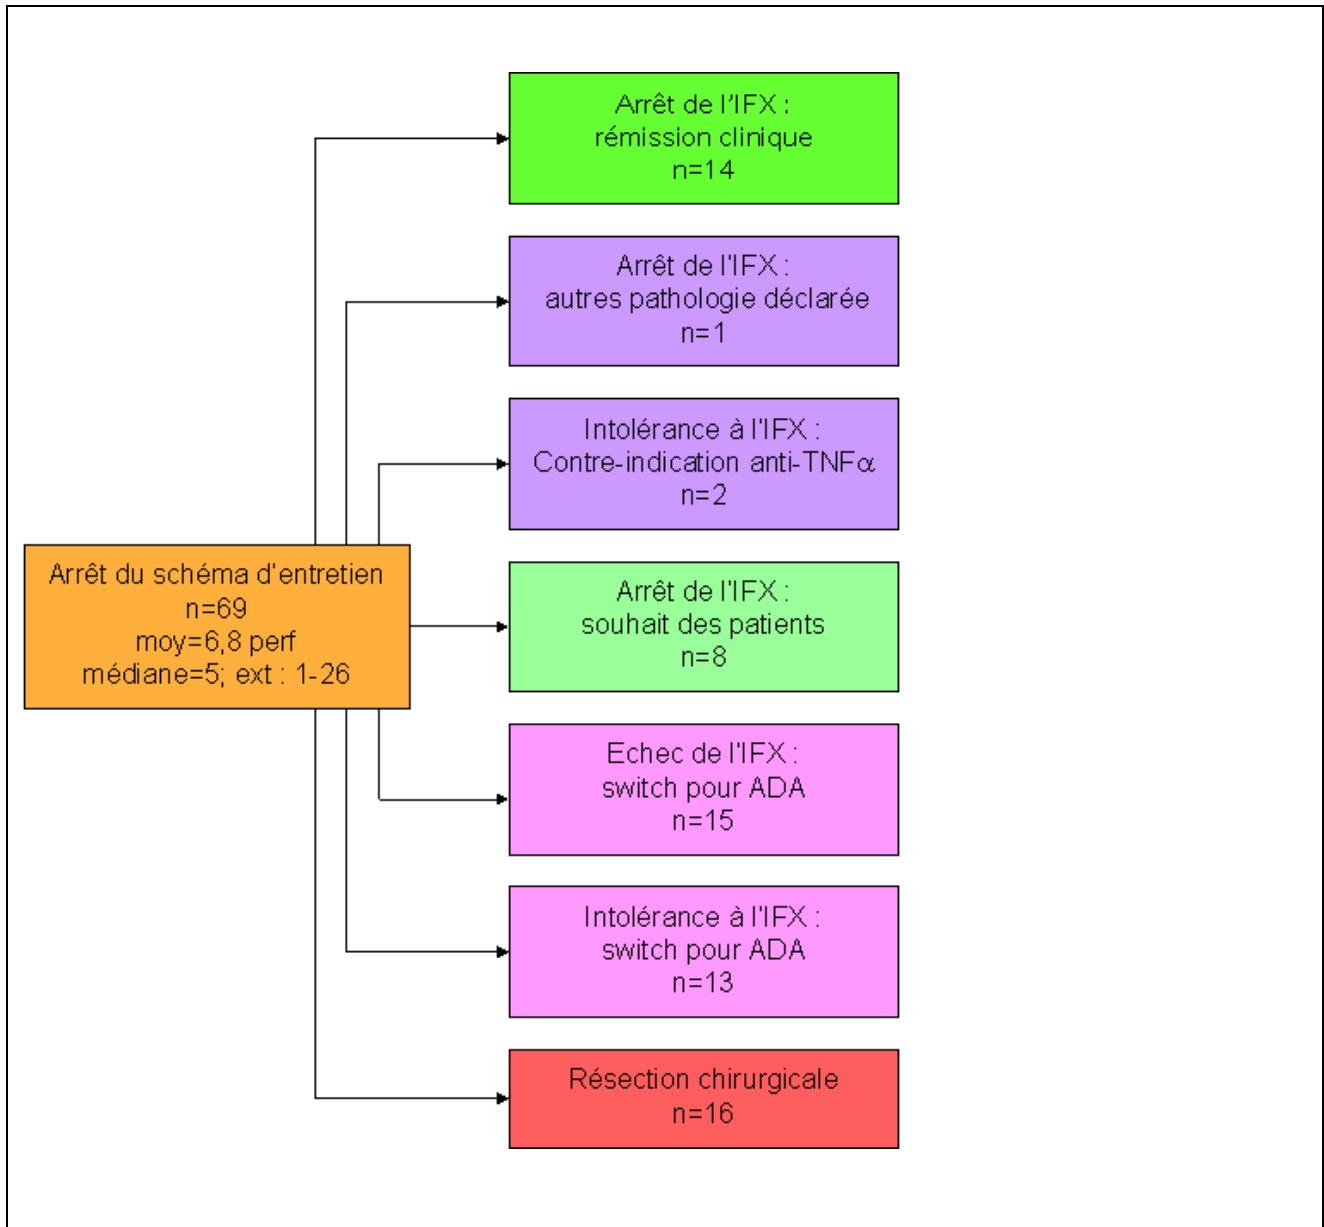 Arrêt de l'IFX :
rémission clinique
n=14
Arrêt de l'IFX :
autres pathologie déclarée
n=1
Intolérance à l'IFX :
Contre-indication anti-TNFα
n=2
Arrêt du schéma d'entretien
n=69
moy=6,8 perf
médiane=5; ext : 1-26
Arrêt de l'IFX :
souhait des patients
n=8
Echec de l'IFX :
switch pour ADA
n=15
Intolérance à l'IFX :
switch pour ADA
n=13
Résection chirurgicale
n=16